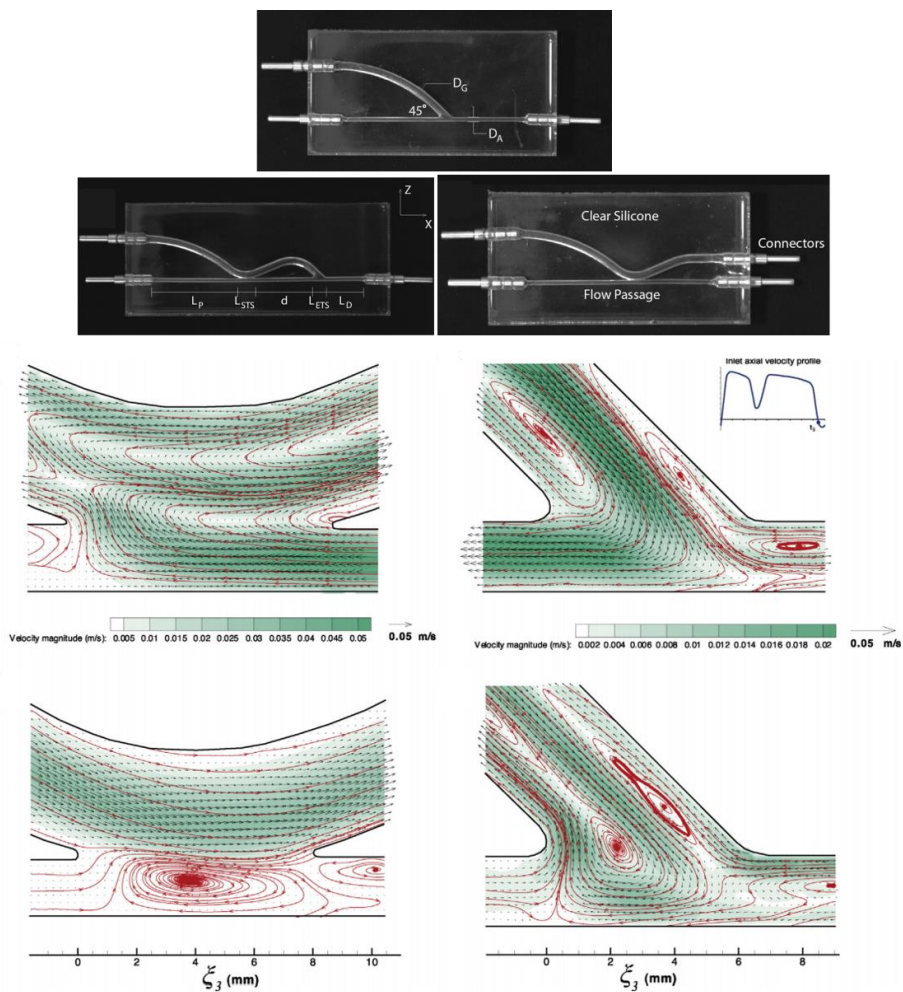 D_G
45°
D_A
Z
X
L_P
L_STS
d
L_ETS
L_D
Clear Silicone
Connectors
Flow Passage
Inlet axial velocity profile
t_s
0.005 0.01 0.015 0.02 0.025 0.03 0.035 0.04 0.045 0.05
Velocity magnitude (m/s):
0.05 m/s
0.002 0.004 0.006 0.008 0.01 0.012 0.014 0.016 0.018 0.02
Velocity magnitude (m/s):
0.05 m/s
0 2 4 6 8 10
ξ_3 (mm)
0 2 4 6 8
ξ_3 (mm)